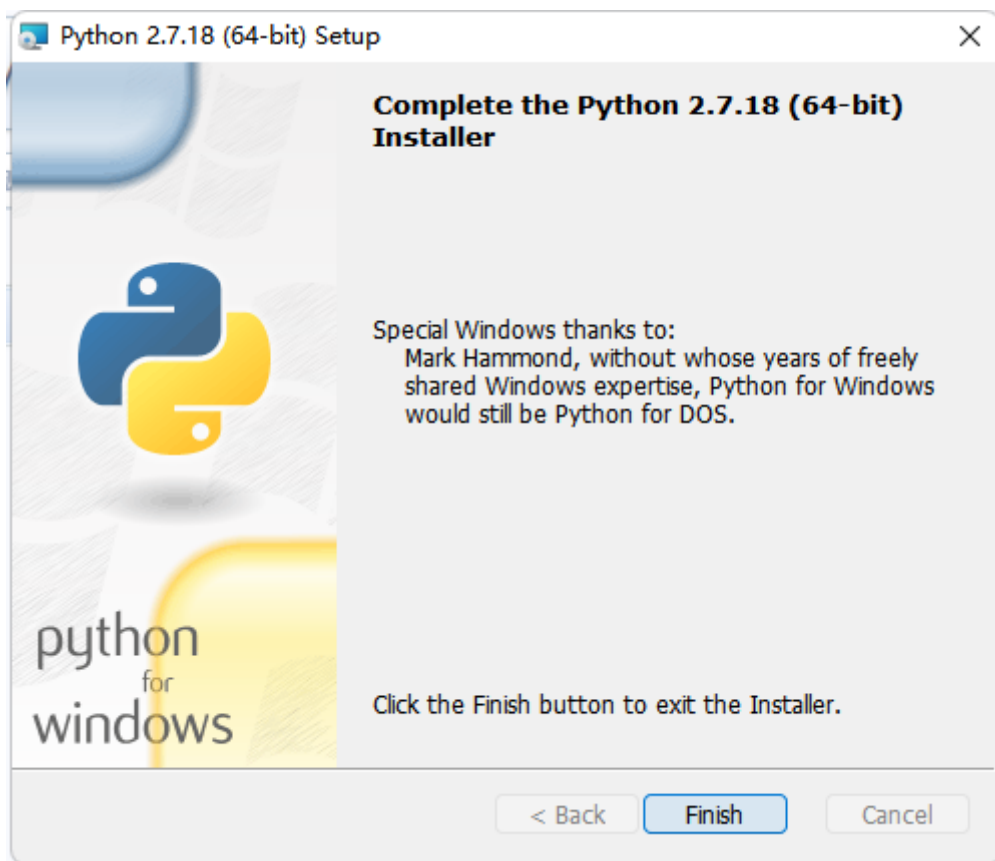 Python 2.7.18 (64-bit) Setup
Complete the Python 2.7.18 (64-bit)
Installer
Special Windows thanks to:
Mark Hammond, without whose years of freely
shared Windows expertise, Python for Windows
would still be Python for DOS.
python
for
windows
Click the Finish button to exit the Installer.
< Back
Finish
Cancel